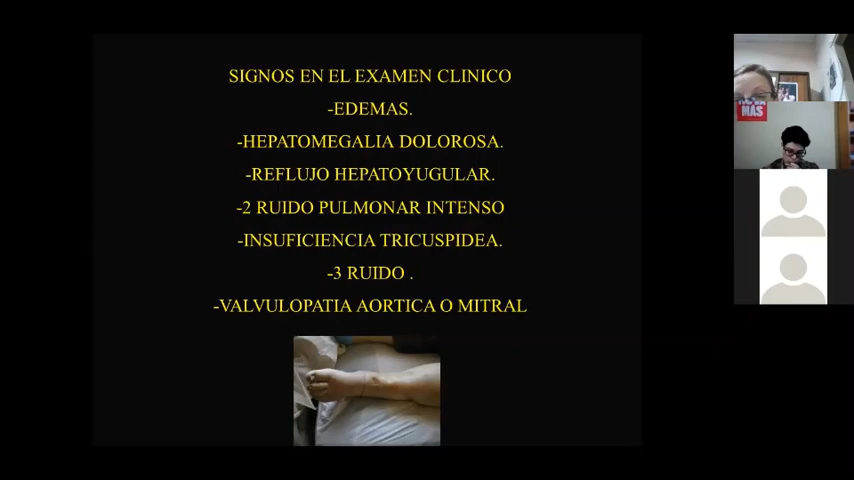 SIGNOS EN EL EXAMEN CLINICO
-EDEMAS.
-HEPATOMEGALIA DOLOROSA.
-REFLUJO HEPATOYUGULAR.
-2 RUIDO PULMONAR INTENSO
-INSUFICIENCIA TRICUSPIDEA.
-3 RUIDO .
-VALVULOPATIA AORTICA O MITRAL
MAS